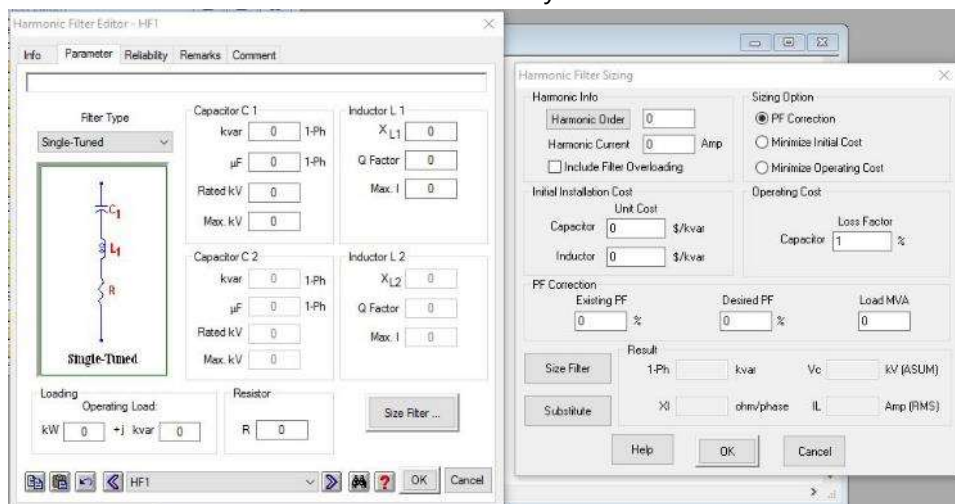 Harmonic Filter Editor - HF1
Info Parameter Reliability Remarks Comment
Filter Type
Single-Tuned
C1
L1
R
Single-Tuned
Capacitor C 1
kvar 0 1-Ph
µF 0 1-Ph
Rated kV 0
Max. kV 0
Inductor L 1
XL1 0
Q Factor 0
Max. I 0
Capacitor C 2
kvar 0 1-Ph
µF 0 1-Ph
Rated kV 0
Max. kV 0
Inductor L 2
XL2 0
Q Factor 0
Max. I 0
Loading
Operating Load:
kW 0 +j kvar 0
Resistor
R 0
Size Filter ...
HF1
OK Cancel
Harmonic Filter Sizing
Harmonic Info
Harmonic Order 0
Harmonic Current 0 Amp
Include Filter Overloading
Sizing Option
PF Correction
Minimize Initial Cost
Minimize Operating Cost
Initial Installation Cost
Unit Cost
Capacitor 0 $/kvar
Inductor 0 $/kvar
Operating Cost
Loss Factor
Capacitor 1 %
PF Correction
Existing PF Desired PF Load MVA
0 % 0 % 0
Size Filter
Substitute
Result
1-Ph kvar Vc kV (ASUM)
Xl ohm/phase IL Amp (RMS)
Help OK Cancel